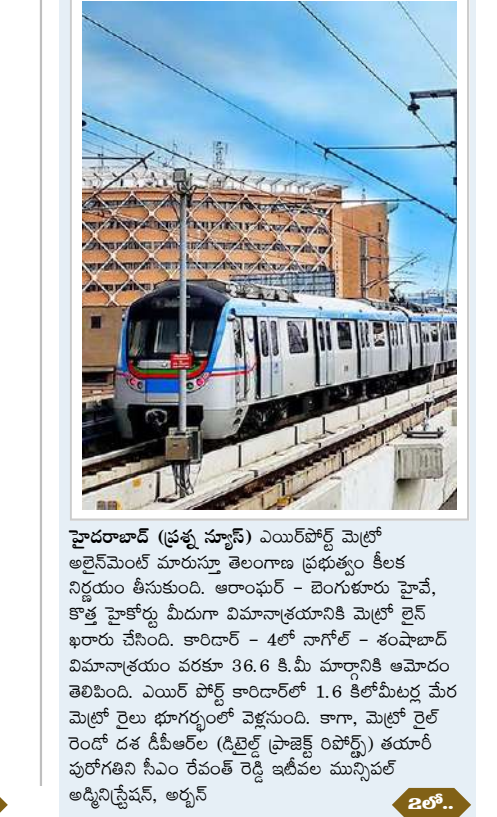 హైదరాబాద్ (ప్రశ్న న్యూస్) ఎయిర్‌పోర్ట్ మెట్రో
అలైన్‌మెంట్ మారుస్తూ తెలంగాణ ప్రభుత్వం కీలక
నిర్ణయం తీసుకుంది. ఆరాంఘర్ - బెంగుళూరు హైవే,
కొత్త హైకోర్టు మీదుగా విమానాశ్రయానికి మెట్రో లైన్
ఖరారు చేసింది. కారిడార్ - 4లో నాగోల్ - శంషాబాద్
విమానాశ్రయం వరకూ 36.6 కి.మీ మార్గానికి ఆమోదం
తెలిపింది. ఎయిర్ పోర్ట్ కారిడార్‌లో 1.6 కిలోమీటర్ల మేర
మెట్రో రైలు భూగర్భంలో వెళ్లనుంది. కాగా, మెట్రో రైల్
రెండో దశ డీపీఆర్‌ల (డిటైల్డ్ ప్రాజెక్ట్ రిపోర్ట్స్) తయారీ
పురోగతిని సీఎం రేవంత్ రెడ్డి ఇటీవల మున్సిపల్
అడ్మినిస్ట్రేషన్, అర్బన్
2లో..